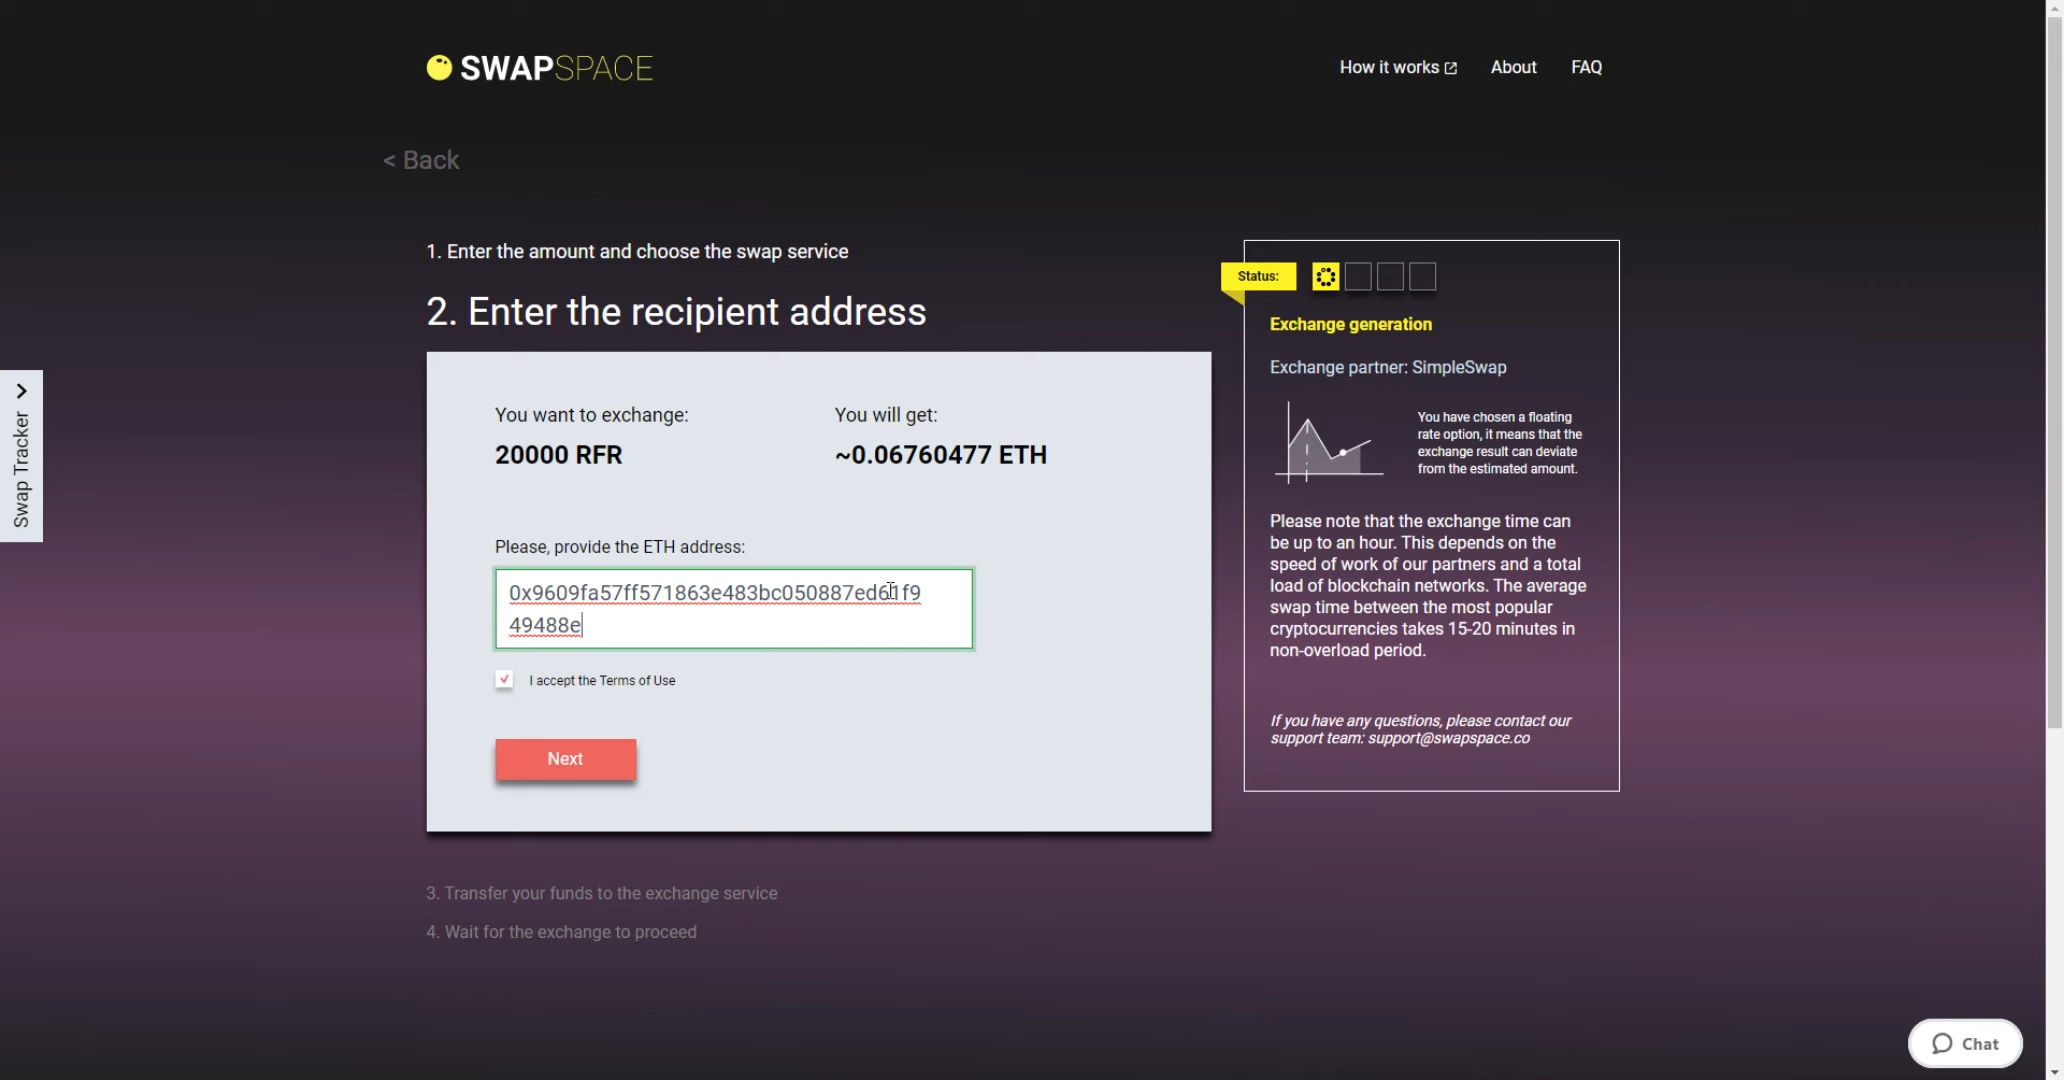 SWAPSPACE
How it works
About
FAQ
< Back
1. Enter the amount and choose the swap service
2. Enter the recipient address
You want to exchange:
20000 RFR
You will get:
~0.06760477 ETH
Please, provide the ETH address:
0x9609fa57ff571863e483bc050887ed61f9
49488e
I accept the Terms of Use
Next
3. Transfer your funds to the exchange service
4. Wait for the exchange to proceed
Status:
Exchange generation
Exchange partner: SimpleSwap
You have chosen a floating
rate option, it means that the
exchange result can deviate
from the estimated amount.
Please note that the exchange time can
be up to an hour. This depends on the
speed of work of our partners and a total
load of blockchain networks. The average
swap time between the most popular
cryptocurrencies takes 15-20 minutes in
non-overload period.
If you have any questions, please contact our
support team: support@swapspace.co
Swap Tracker
Chat